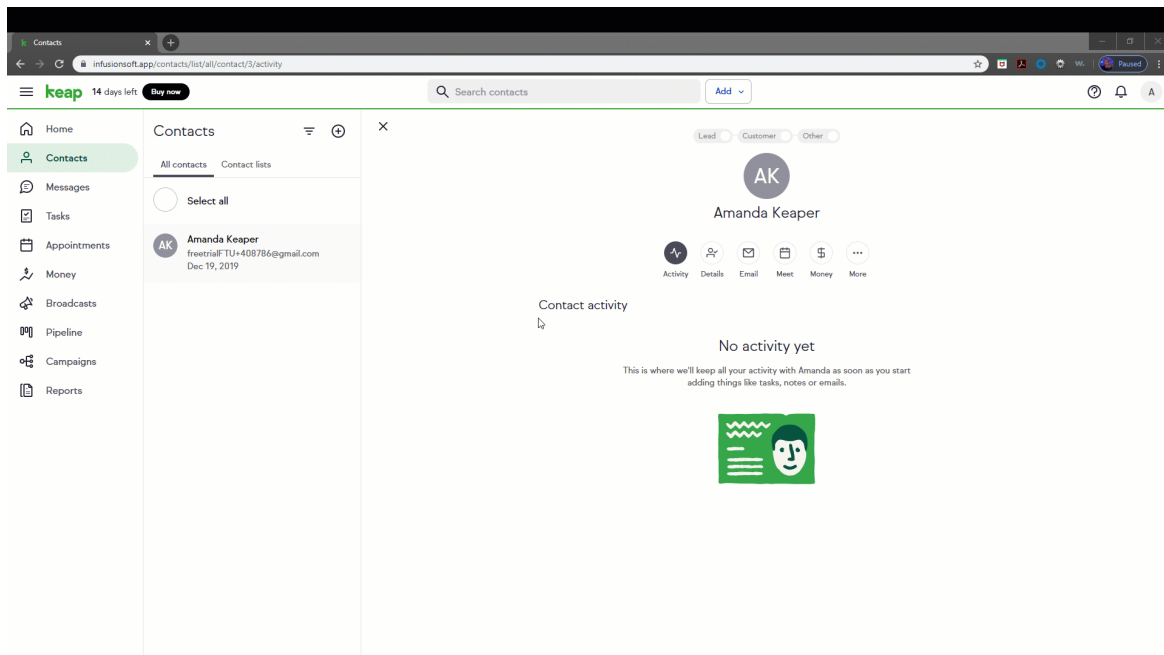 Contacts
infusionsoft.app/contacts/list/all/contact/3/activity
Paused
keap 14 days left Buy now
Search contacts
Add
A
Home
Contacts
Messages
Tasks
Appointments
Money
Broadcasts
Pipeline
Campaigns
Reports
Contacts
All contacts Contact lists
Select all
AK
Amanda Keaper
freetrialFTU+408786@gmail.com
Dec 19, 2019
Lead Customer Other
AK
Amanda Keaper
Activity Details Email Meet Money More
Contact activity
No activity yet
This is where we'll keep all your activity with Amanda as soon as you start
adding things like tasks, notes or emails.